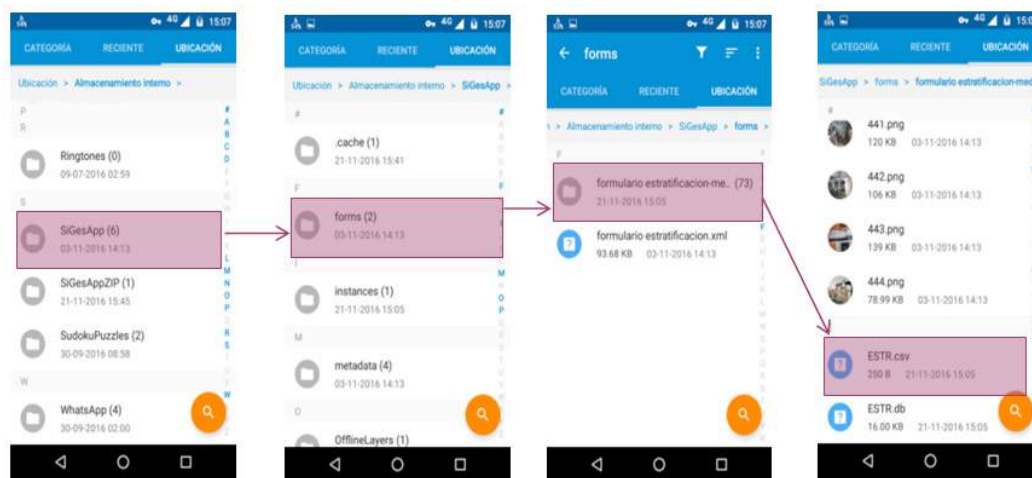 4G 15:07
CATEGORÍA RECIENTE UBICACIÓN
Ubicación > Almacenamiento interno >
P
R
Ringtones (0)
09-07-2016 02:59
S
SiGesApp (6)
03-11-2016 14:13
SiGesAppZIP (1)
21-11-2016 15:45
SudokuPuzzles (2)
30-09-2016 08:58
W
WhatsApp (4)
30-09-2016 02:00
4G 15:07
CATEGORÍA RECIENTE UBICACIÓN
Ubicación > Almacenamiento interno > SiGesApp >
#
.cache (1)
21-11-2016 15:41
F
forms (2)
03-11-2016 14:13
I
instances (1)
21-11-2016 15:05
M
metadata (4)
03-11-2016 14:13
O
OfflineLayers (1)
4G 15:07
forms
CATEGORÍA RECIENTE UBICACIÓN
> Almacenamiento interno > SiGesApp > forms >
F
formulario estratificacion-me.. (73)
21-11-2016 15:05
formulario estratificacion.xml
93.68 KB 03-11-2016 14:13
4G 15:0
CATEGORÍA RECIENTE UBICACIÓN
SiGesApp > forms > formulario estratificacion-med
#
441.png
120 KB 03-11-2016 14:13
442.png
106 KB 03-11-2016 14:13
443.png
139 KB 03-11-2016 14:13
444.png
78.99 KB 03-11-2016 14:13
ESTR.csv
250 B 21-11-2016 15:05
ESTR.db
16.00 KB 21-11-2016 15:05